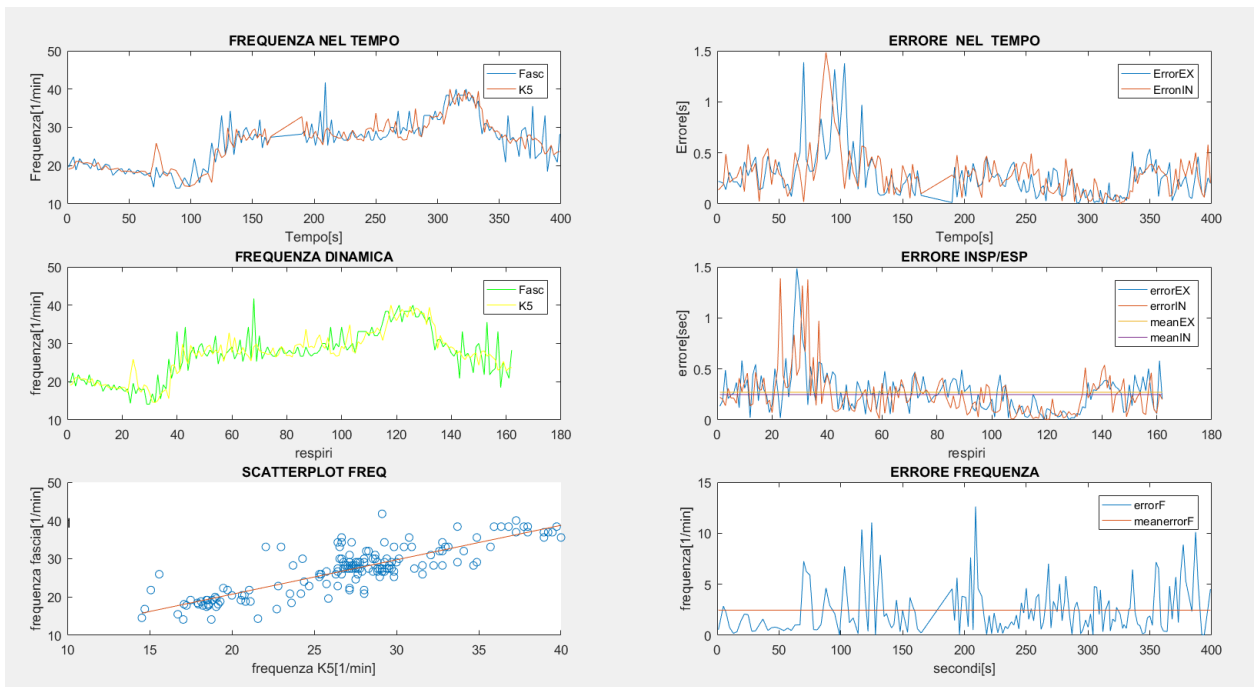 FREQUENZA NEL TEMPO
Frequenza[1/min]
50
40
30
20
10
Fasc
K5
0 50 100 150 200 250 300 350 400
Tempo[s]
ERRORE NEL TEMPO
Errore[s]
1.5
1
0.5
0
ErrorEX
ErronIN
0 50 100 150 200 250 300 350 400
Tempo[s]
FREQUENZA DINAMICA
frequenza[1/min]
50
40
30
20
10
Fasc
K5
0 20 40 60 80 100 120 140 160 180
respiri
ERRORE INSP/ESP
errore[sec]
1.5
1
0.5
0
errorEX
errorIN
meanEX
meanIN
0 20 40 60 80 100 120 140 160 180
respiri
SCATTERPLOT FREQ
frequenza fascia[1/min]
50
40
30
20
10
10 15 20 25 30 35 40
frequenza K5[1/min]
ERRORE FREQUENZA
frequenza[1/min]
15
10
5
0
errorF
meanerrorF
0 50 100 150 200 250 300 350 400
secondi[s]